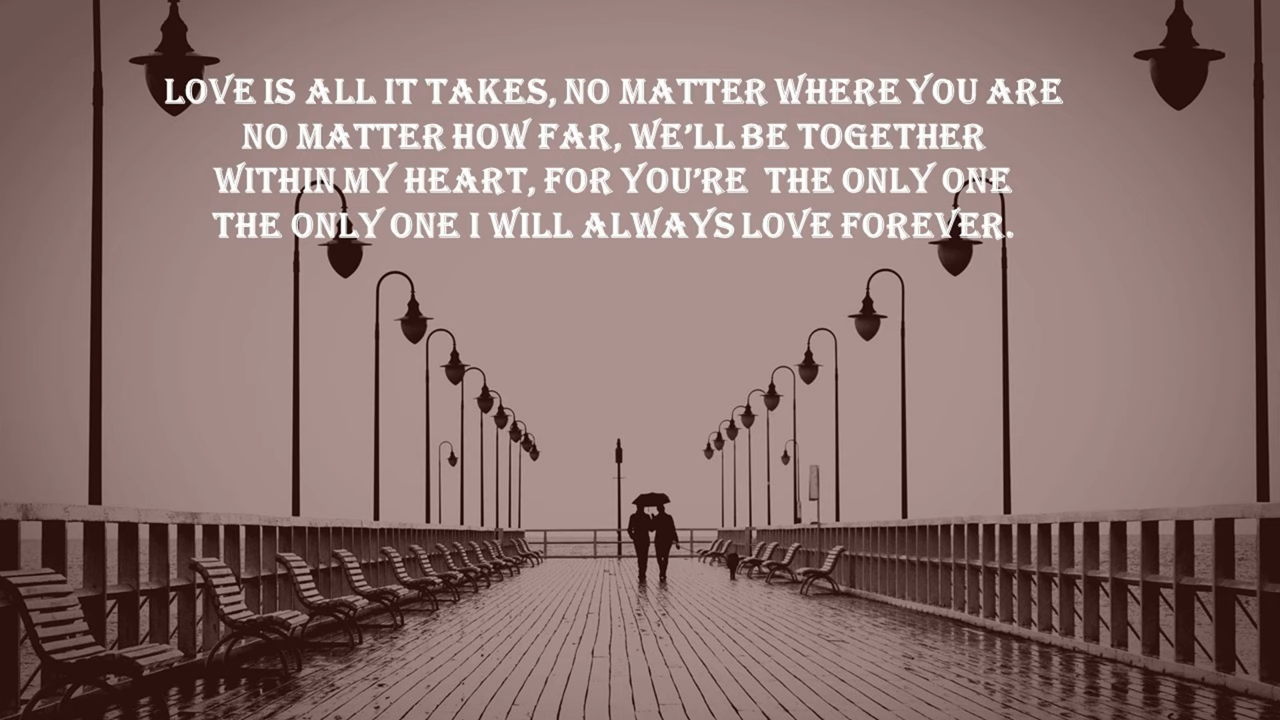 LOVE IS ALL IT TAKES, NO MATTER WHERE YOU ARE
NO MATTER HOW FAR, WE'LL BE TOGETHER
WITHIN MY HEART, FOR YOU'RE THE ONLY ONE
THE ONLY ONE I WILL ALWAYS LOVE FOREVER.